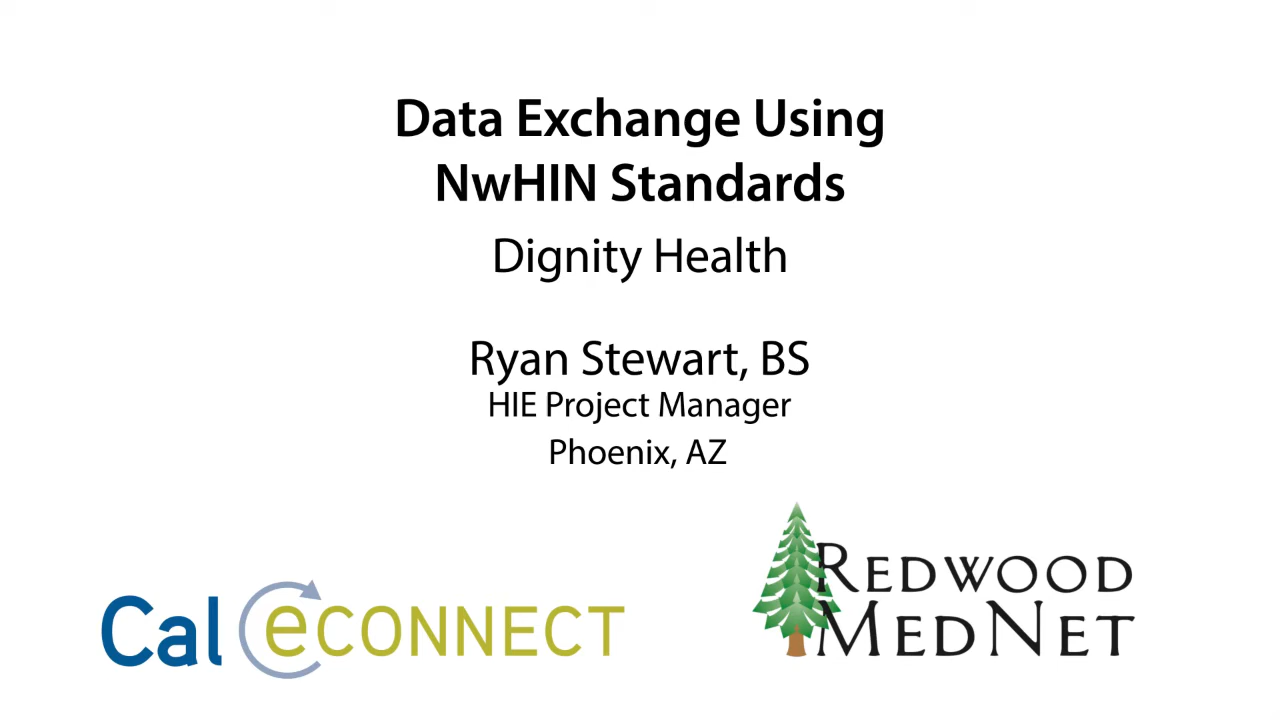 Data Exchange Using
NwHIN Standards
Dignity Health
Ryan Stewart, BS
HIE Project Manager
Phoenix, AZ
Cal eCONNECT
REDWOOD
MEDNET